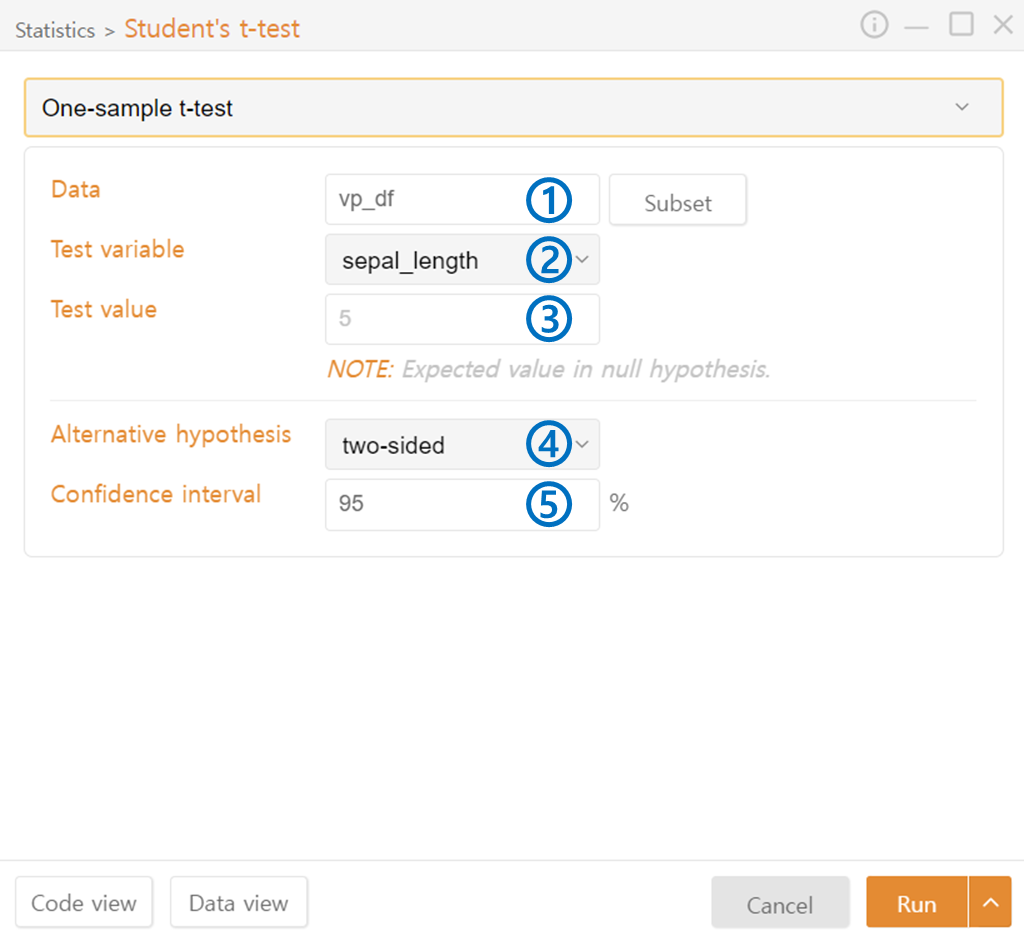 Statistics > Student's t-test
One-sample t-test
Data vp_df ① Subset
Test variable sepal_length ②
Test value 5 ③
NOTE: Expected value in null hypothesis.
Alternative hypothesis two-sided ④
Confidence interval 95 ⑤ %
Code view Data view Cancel Run